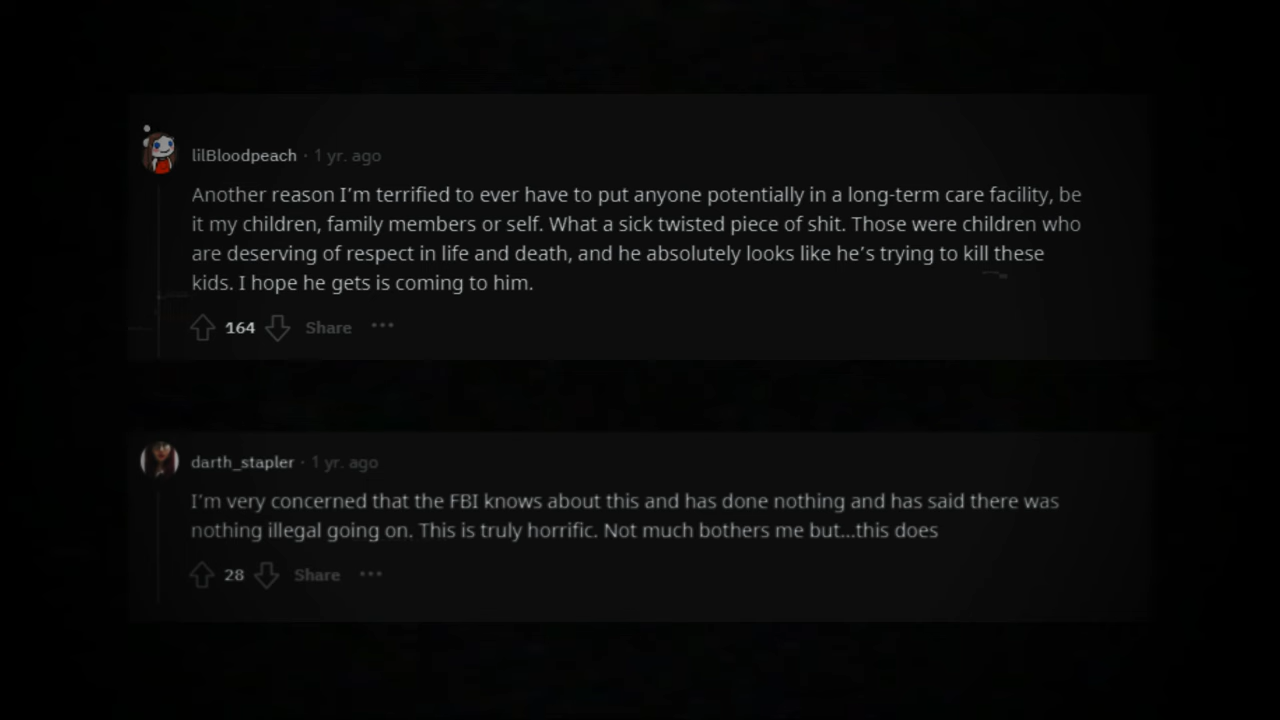 lilBloodpeach · 1 yr. ago
Another reason I'm terrified to ever have to put anyone potentially in a long-term care facility, be
it my children, family members or self. What a sick twisted piece of shit. Those were children who
are deserving of respect in life and death, and he absolutely looks like he's trying to kill these
kids. I hope he gets is coming to him.
164 Share ···
darth_stapler · 1 yr. ago
I'm very concerned that the FBI knows about this and has done nothing and has said there was
nothing illegal going on. This is truly horrific. Not much bothers me but...this does
28 Share ···